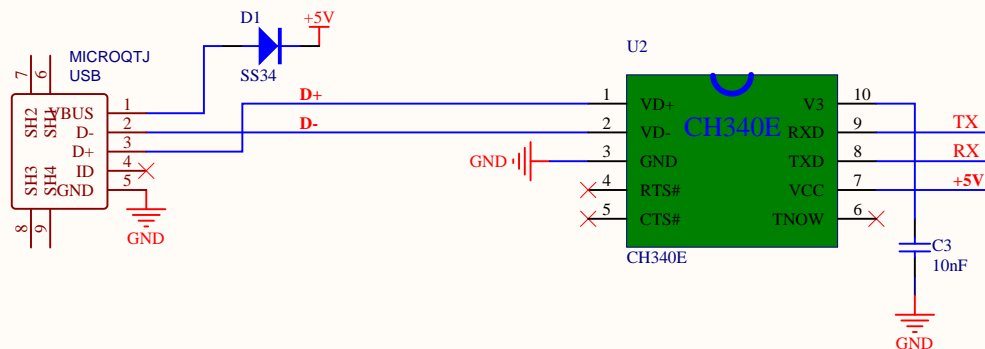 D1
+5V
SS34
MICROQTJ
USB
7
6
SH2
SH1
SH3
SH4
8
9
VBUS 1
D- 2
D+ 3
ID 4
GND 5
GND
D+
D-
GND
U2
CH340E
1 VD+
2 VD-
3 GND
4 RTS#
5 CTS#
V3 10
RXD 9
TXD 8
VCC 7
TNOW 6
CH340E
TX
RX
+5V
C3
10nF
GND